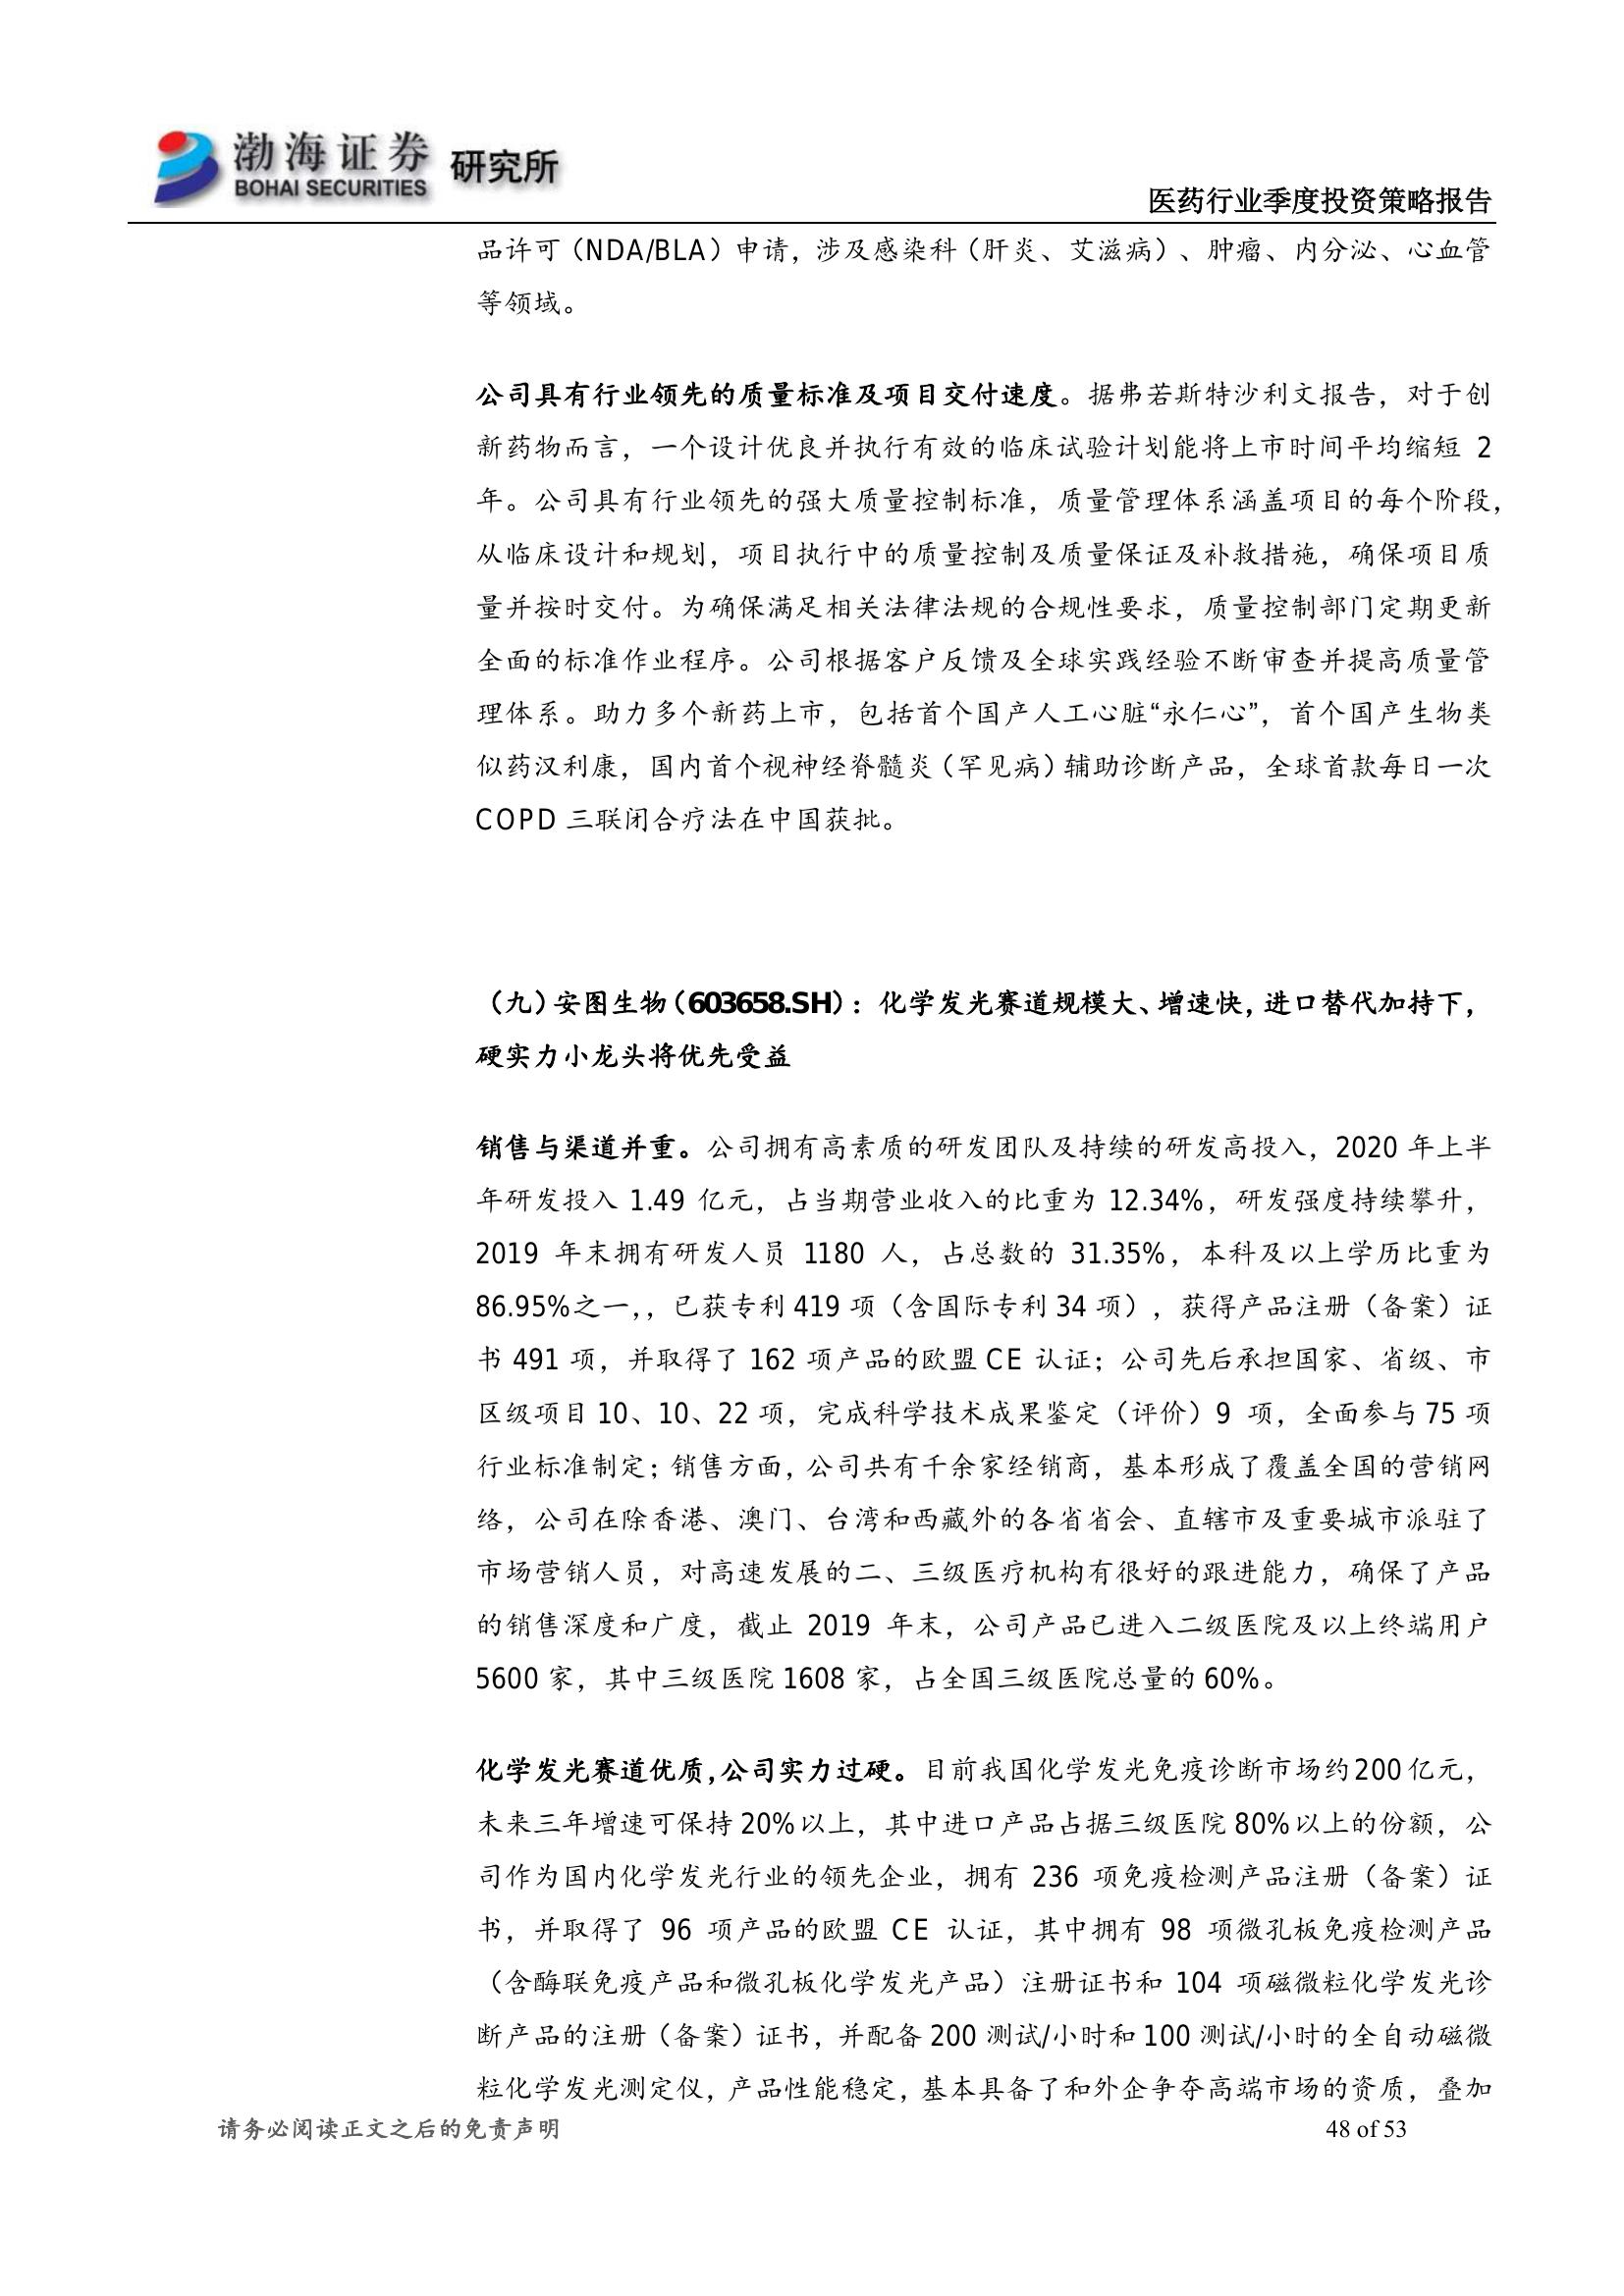 渤海证券 研究所
BOHAI SECURITIES
医药行业季度投资策略报告
品许可（NDA/BLA）申请，涉及感染科（肝炎、艾滋病）、肿瘤、内分泌、心血管
等领域。
公司具有行业领先的质量标准及项目交付速度。据弗若斯特沙利文报告，对于创
新药物而言，一个设计优良并执行有效的临床试验计划能将上市时间平均缩短 2
年。公司具有行业领先的强大质量控制标准，质量管理体系涵盖项目的每个阶段，
从临床设计和规划，项目执行中的质量控制及质量保证及补救措施，确保项目质
量并按时交付。为确保满足相关法律法规的合规性要求，质量控制部门定期更新
全面的标准作业程序。公司根据客户反馈及全球实践经验不断审查并提高质量管
理体系。助力多个新药上市，包括首个国产人工心脏“永仁心”，首个国产生物类
似药汉利康，国内首个视神经脊髓炎（罕见病）辅助诊断产品，全球首款每日一次
COPD 三联闭合疗法在中国获批。
（九）安图生物（603658.SH）：化学发光赛道规模大、增速快，进口替代加持下，
硬实力小龙头将优先受益
销售与渠道并重。公司拥有高素质的研发团队及持续的研发高投入，2020 年上半
年研发投入 1.49 亿元，占当期营业收入的比重为 12.34%，研发强度持续攀升，
2019 年末拥有研发人员 1180 人，占总数的 31.35%，本科及以上学历比重为
86.95%之一，，已获专利 419 项（含国际专利 34 项），获得产品注册（备案）证
书 491 项，并取得了 162 项产品的欧盟 CE 认证；公司先后承担国家、省级、市
区级项目 10、10、22 项，完成科学技术成果鉴定（评价）9 项，全面参与 75 项
行业标准制定；销售方面，公司共有千余家经销商，基本形成了覆盖全国的营销网
络，公司在除香港、澳门、台湾和西藏外的各省省会、直辖市及重要城市派驻了
市场营销人员，对高速发展的二、三级医疗机构有很好的跟进能力，确保了产品
的销售深度和广度，截止 2019 年末，公司产品已进入二级医院及以上终端用户
5600 家，其中三级医院 1608 家，占全国三级医院总量的 60%。
化学发光赛道优质，公司实力过硬。目前我国化学发光免疫诊断市场约 200 亿元，
未来三年增速可保持 20%以上，其中进口产品占据三级医院 80%以上的份额，公
司作为国内化学发光行业的领先企业，拥有 236 项免疫检测产品注册（备案）证
书，并取得了 96 项产品的欧盟 CE 认证，其中拥有 98 项微孔板免疫检测产品
（含酶联免疫产品和微孔板化学发光产品）注册证书和 104 项磁微粒化学发光诊
断产品的注册（备案）证书，并配备 200 测试/小时和 100 测试/小时的全自动磁微
粒化学发光测定仪，产品性能稳定，基本具备了和外企争夺高端市场的资质，叠加
请务必阅读正文之后的免责声明
48 of 53